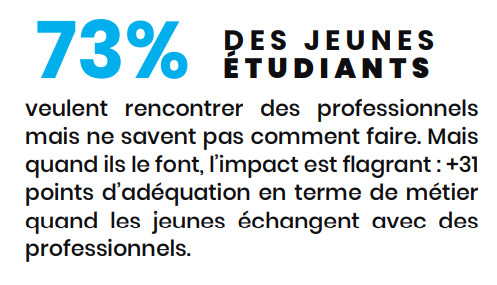 73% DES JEUNES
ÉTUDIANTS
veulent rencontrer des professionnels
mais ne savent pas comment faire. Mais
quand ils le font, l'impact est flagrant : +31
points d'adéquation en terme de métier
quand les jeunes échangent avec des
professionnels.